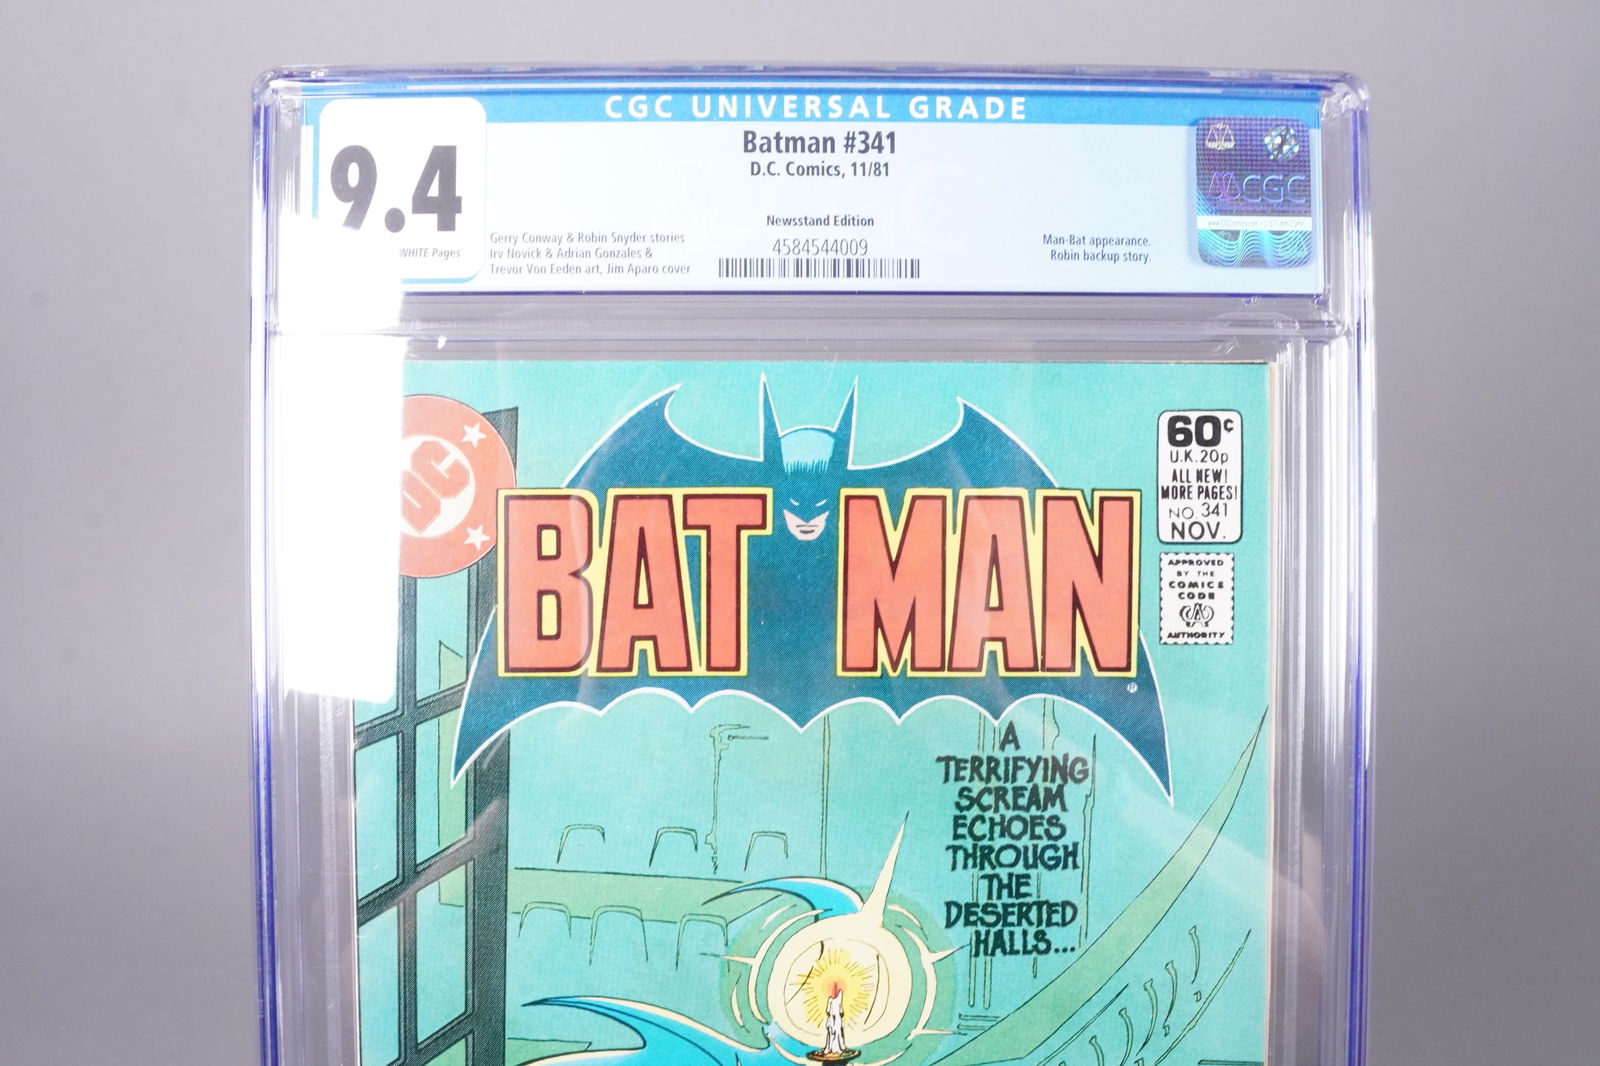 CGC UNIVERSAL GRADE
9.4
WHITE Pages
Batman #341
D.C. Comics, 11/81
Newsstand Edition
4584544009
Gerry Conway & Robin Snyder stories
Irv Novick & Adrian Gonzales &
Trevor Von Eeden art, Jim Aparo cover
Man-Bat appearance.
Robin backup story.
CGC
DC
BATMAN
®
60¢
U.K. 20p
ALL NEW!
MORE PAGES!
NO. 341
NOV.
APPROVED
BY THE
COMICS
CODE
CA
AUTHORITY
A
TERRIFYING
SCREAM
ECHOES
THROUGH
THE
DESERTED
HALLS...